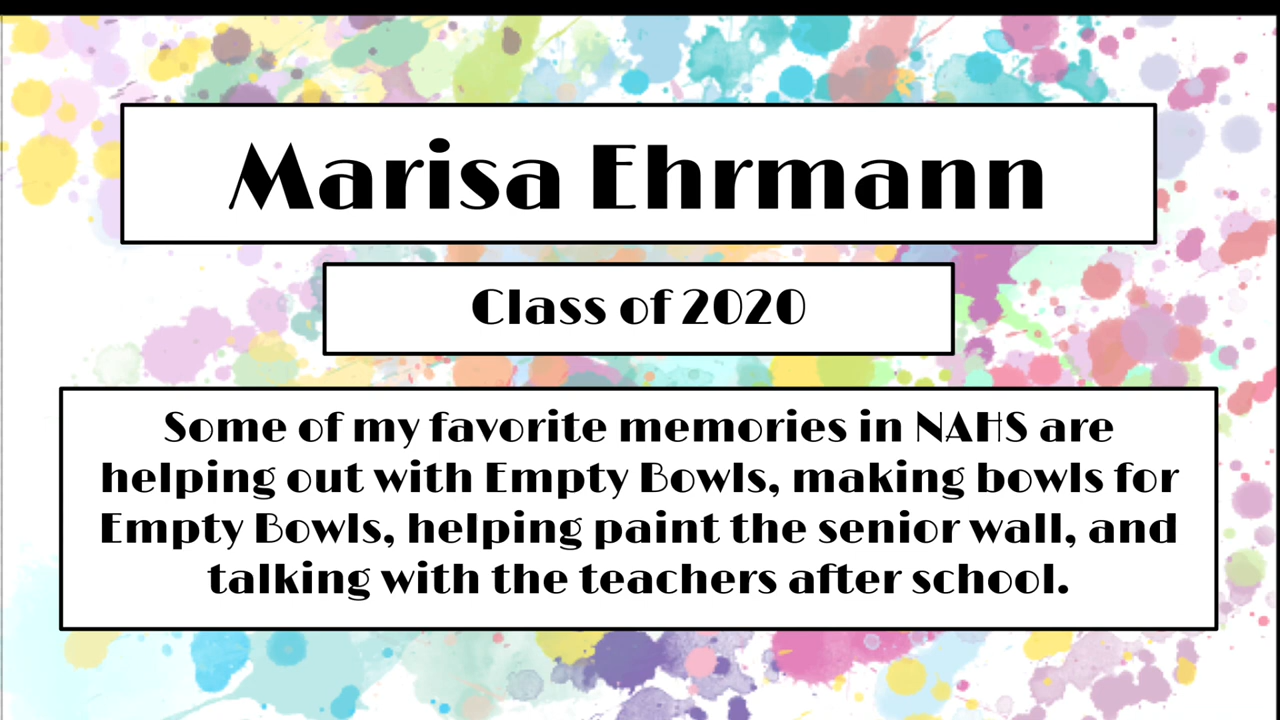 Marisa Ehrmann
Class of 2020
Some of my favorite memories in NAHS are
helping out with Empty Bowls, making bowls for
Empty Bowls, helping paint the senior wall, and
talking with the teachers after school.